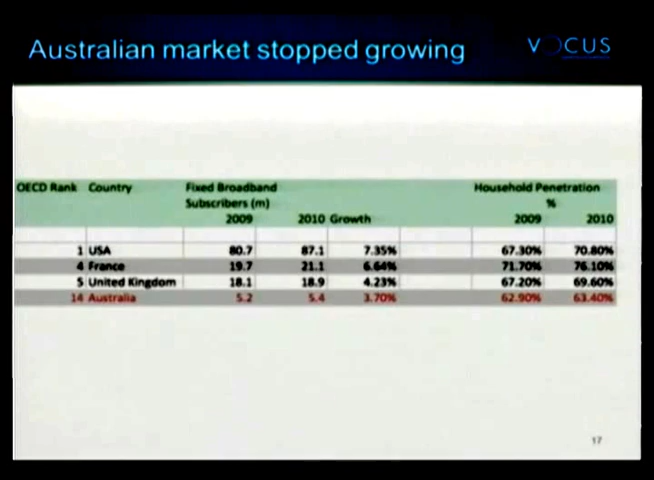 Australian market stopped growing
VOCUS
OECD Rank Country Fixed Broadband Household Penetration
Subscribers (m) %
2009 2010 Growth 2009 2010
1 USA 80.7 87.1 7.35% 67.30% 70.80%
4 France 19.7 21.1 6.64% 71.70% 76.10%
5 United Kingdom 18.1 18.9 4.23% 67.20% 69.60%
14 Australia 5.2 5.4 3.70% 62.90% 63.40%
17